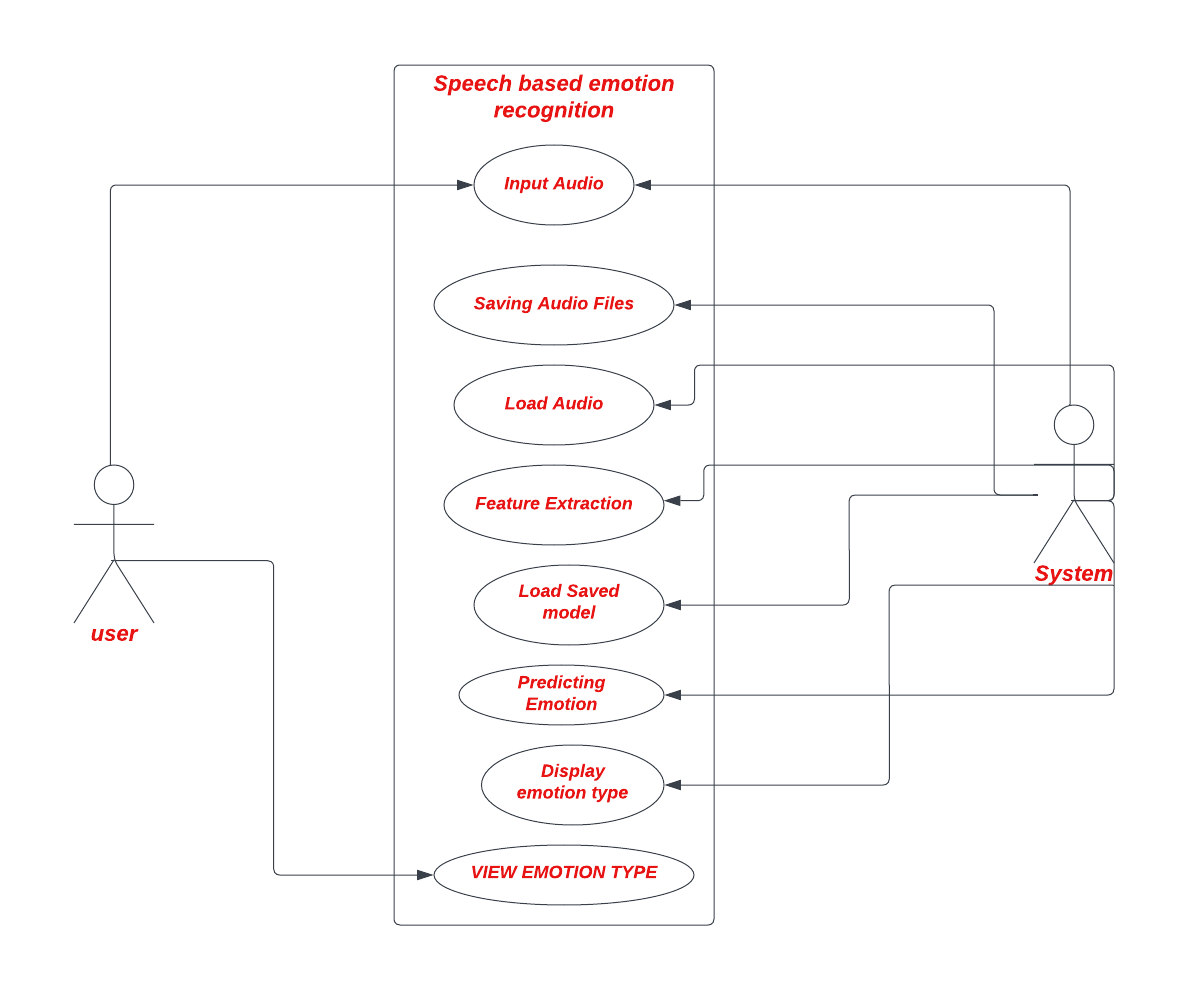 Speech based emotion
recognition
Input Audio
Saving Audio Files
Load Audio
Feature Extraction
Load Saved
model
Predicting
Emotion
Display
emotion type
VIEW EMOTION TYPE
user
System